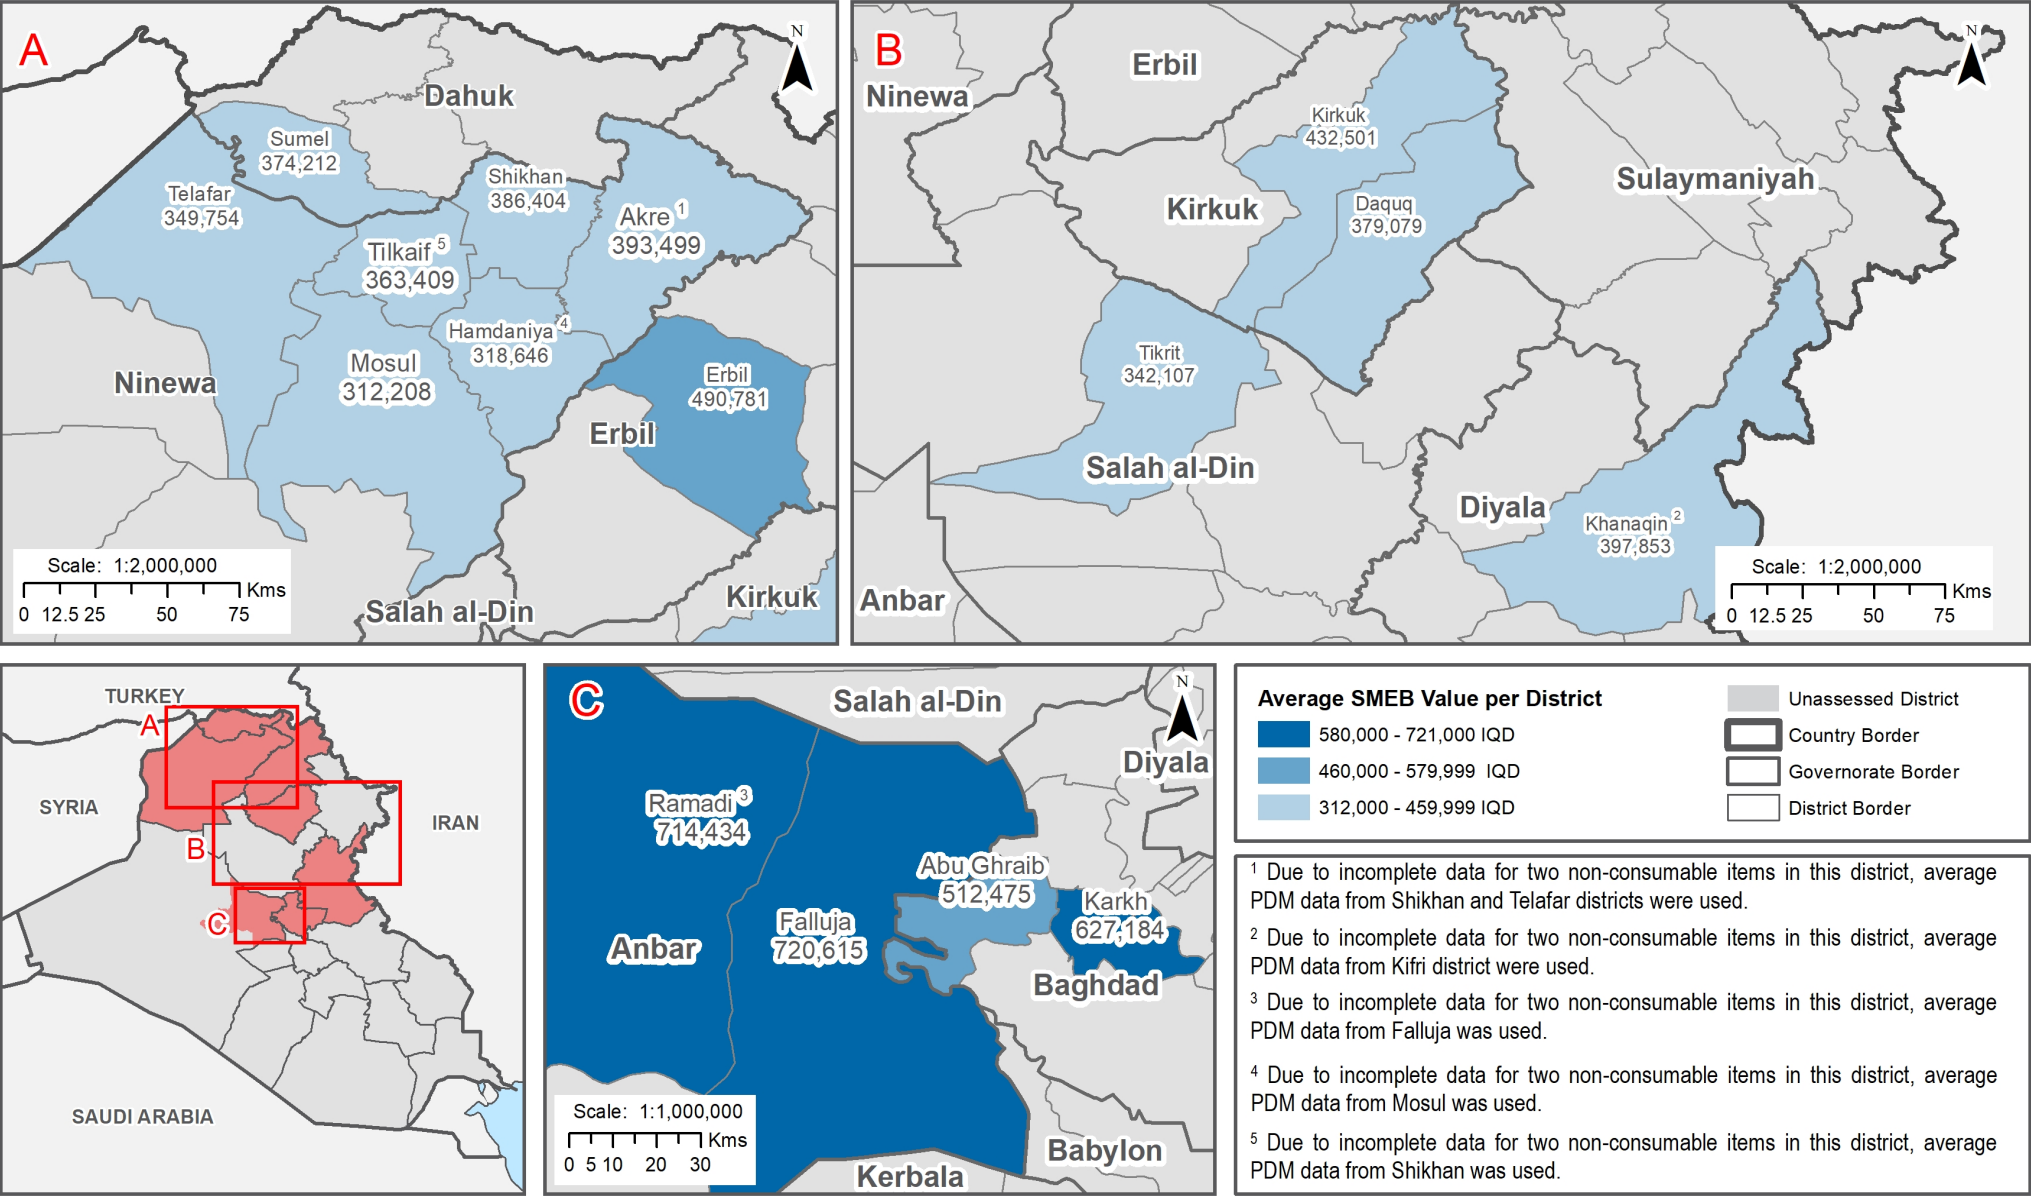 A
N
Dahuk
Sumel
374,212
Telafar
349,754
Shikhan
386,404
Akre 1
393,499
Tilkaif 5
363,409
Hamdaniya 4
318,646
Mosul
312,208
Ninewa
Erbil
490,781
Erbil
Scale: 1:2,000,000
Kms
0 12.5 25 50 75
Salah al-Din
Kirkuk
B
N
Erbil
Ninewa
Kirkuk
432,501
Sulaymaniyah
Kirkuk
Daquq
379,079
Tikrit
342,107
Salah al-Din
Diyala
Khanaqin 2
397,853
Anbar
Scale: 1:2,000,000
Kms
0 12.5 25 50 75
TURKEY
A
SYRIA
IRAN
B
C
SAUDI ARABIA
C
N
Salah al-Din
Diyala
Ramadi 3
714,434
Abu Ghraib
512,475
Karkh
627,184
Falluja
720,615
Anbar
Baghdad
Scale: 1:1,000,000
Kms
0 5 10 20 30
Babylon
Kerbala
Average SMEB Value per District
580,000 - 721,000 IQD
460,000 - 579,999 IQD
312,000 - 459,999 IQD
Unassessed District
Country Border
Governorate Border
District Border
1 Due to incomplete data for two non-consumable items in this district, average
PDM data from Shikhan and Telafar districts were used.
2 Due to incomplete data for two non-consumable items in this district, average
PDM data from Kifri district were used.
3 Due to incomplete data for two non-consumable items in this district, average
PDM data from Falluja was used.
4 Due to incomplete data for two non-consumable items in this district, average
PDM data from Mosul was used.
5 Due to incomplete data for two non-consumable items in this district, average
PDM data from Shikhan was used.